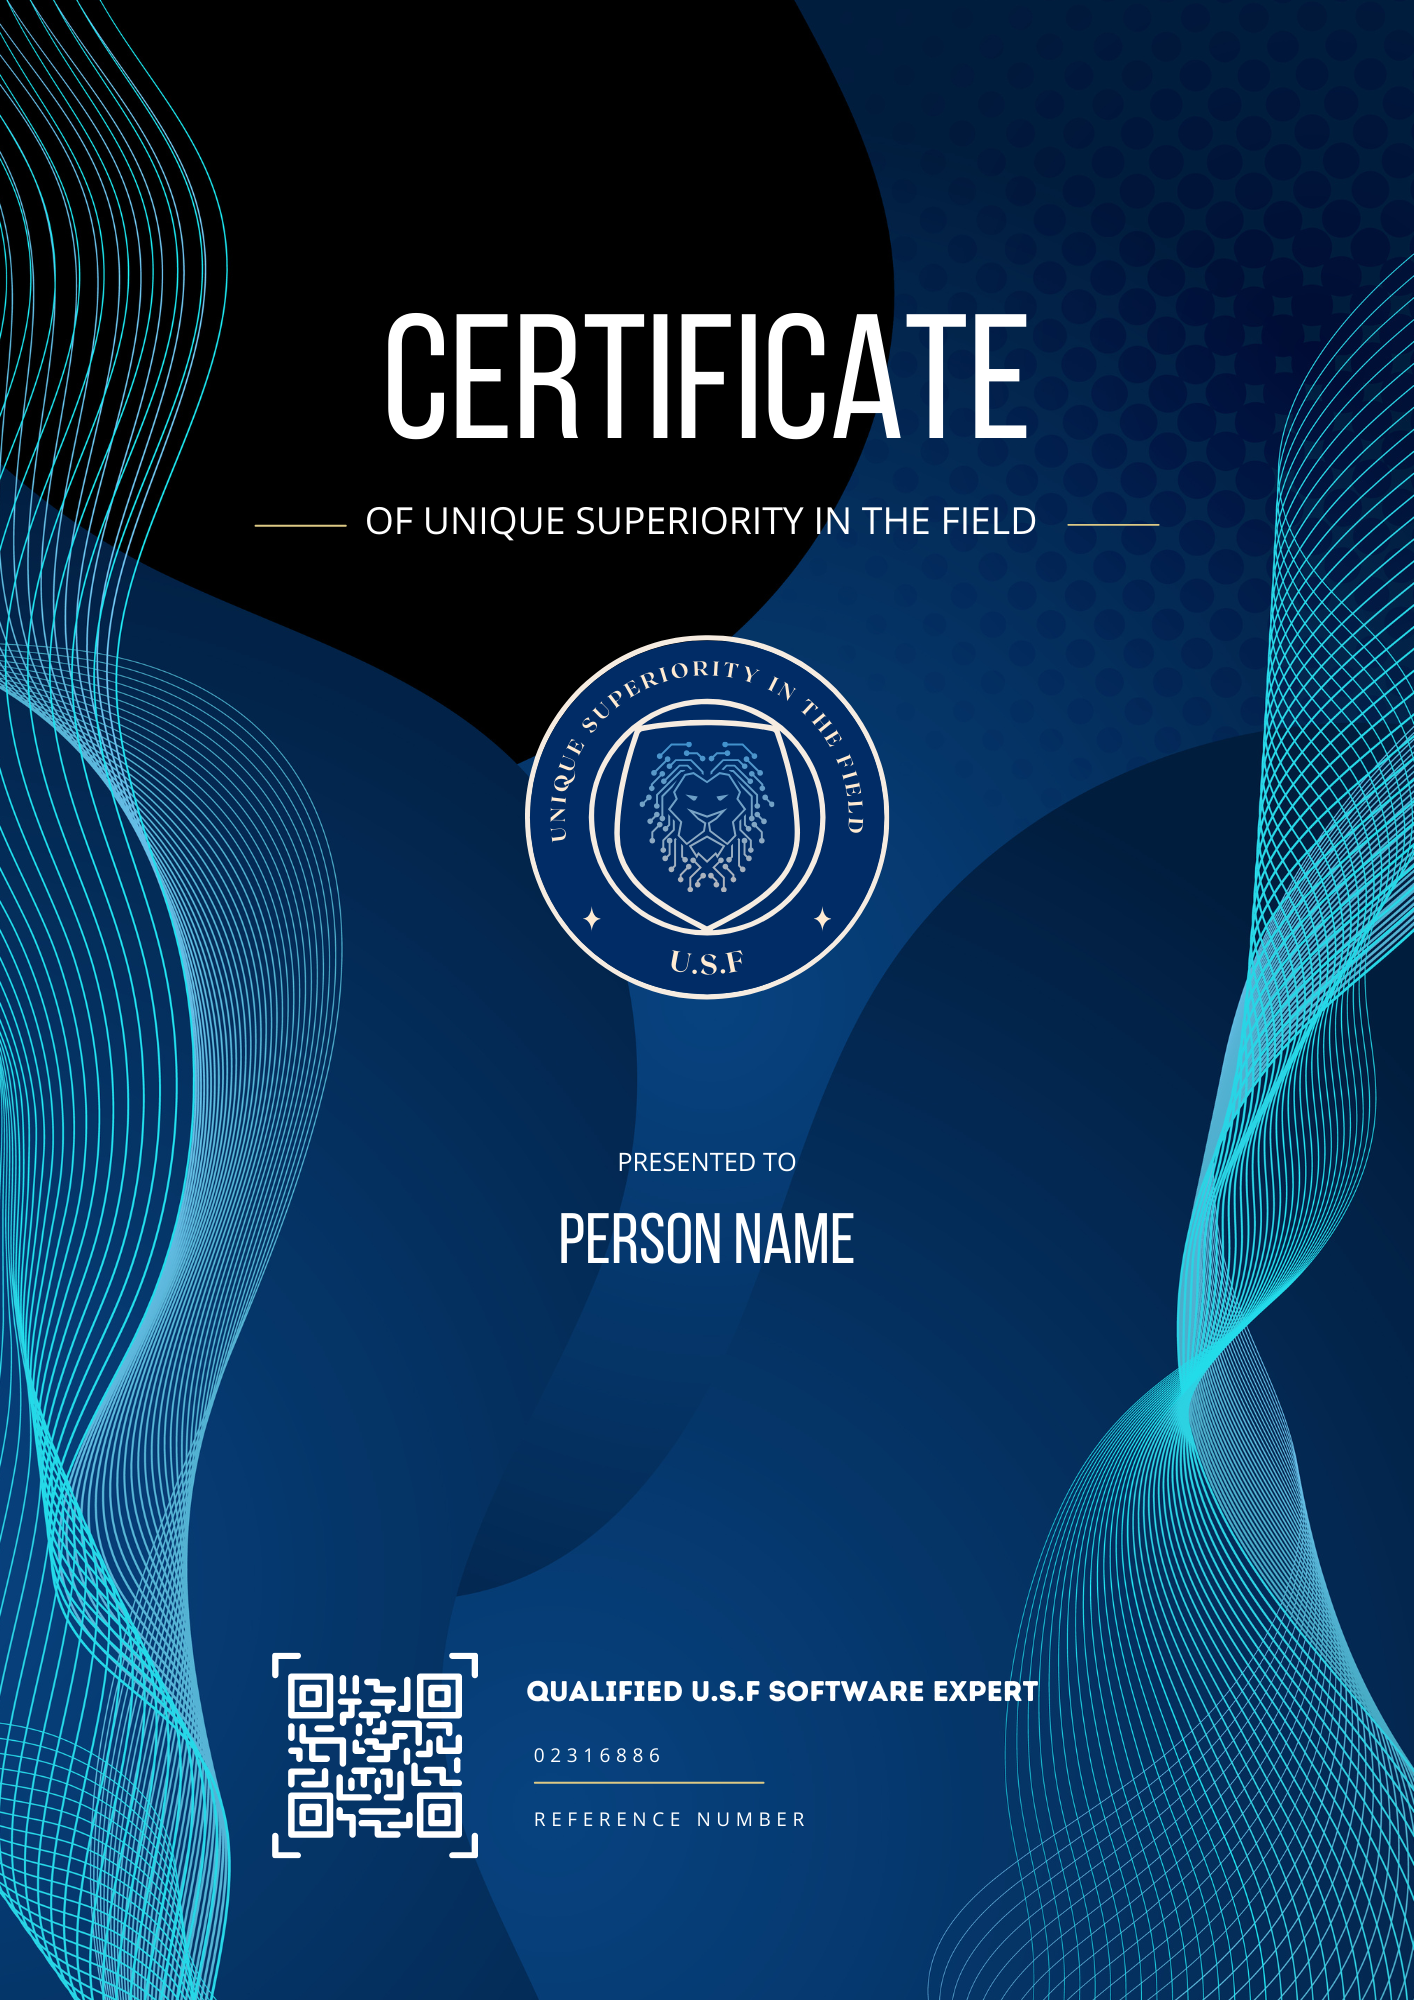 CERTIFICATE
OF UNIQUE SUPERIORITY IN THE FIELD
UNIQUE SUPERIORITY IN THE FIELD
U.S.F
PRESENTED TO
PERSON NAME
QUALIFIED U.S.F SOFTWARE EXPERT
02316886
REFERENCE NUMBER